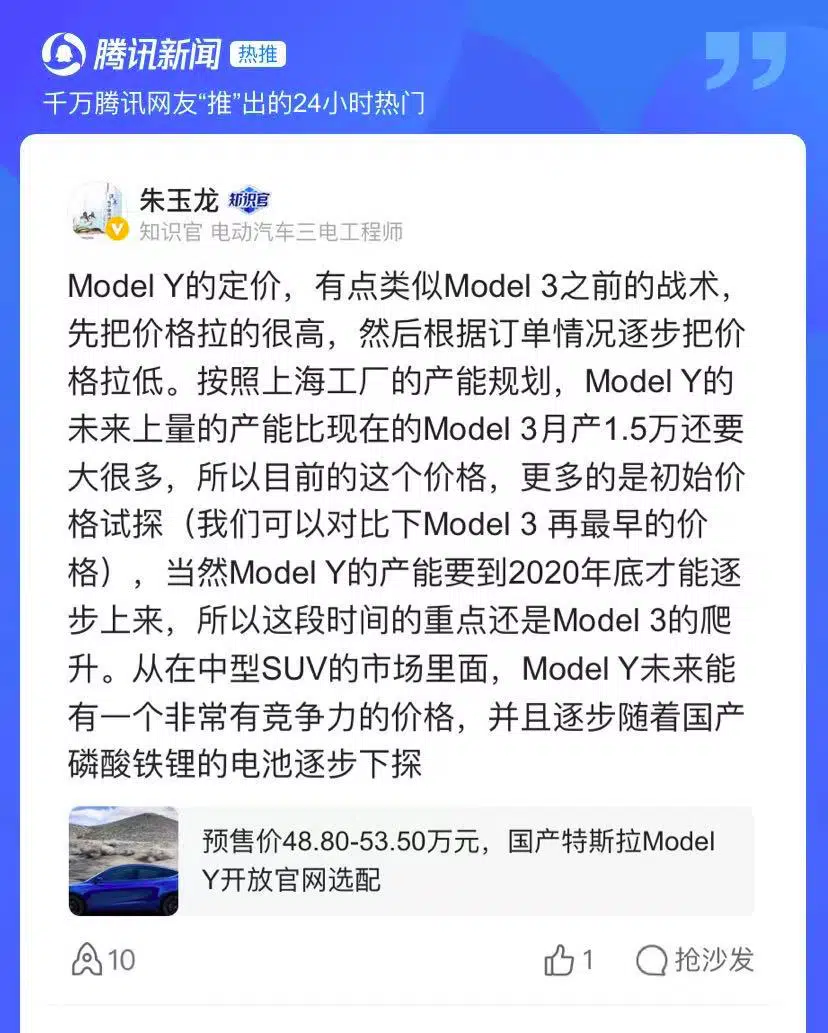 腾讯新闻 热推
千万腾讯网友“推”出的24小时热门
朱玉龙 知识官
知识官 电动汽车三电工程师
Model Y的定价，有点类似Model 3之前的战术，
先把价格拉的很高，然后根据订单情况逐步把价
格拉低。按照上海工厂的产能规划，Model Y的
未来上量的产能比现在的Model 3月产1.5万还要
大很多，所以目前的这个价格，更多的是初始价
格试探（我们可以对比下Model 3 再最早的价
格），当然Model Y的产能要到2020年底才能逐
步上来，所以这段时间的重点还是Model 3的爬
升。从在中型SUV的市场里面，Model Y未来能
有一个非常有竞争力的价格，并且逐步随着国产
磷酸铁锂的电池逐步下探
预售价48.80-53.50万元，国产特斯拉Model
Y开放官网选配
10 1 抢沙发